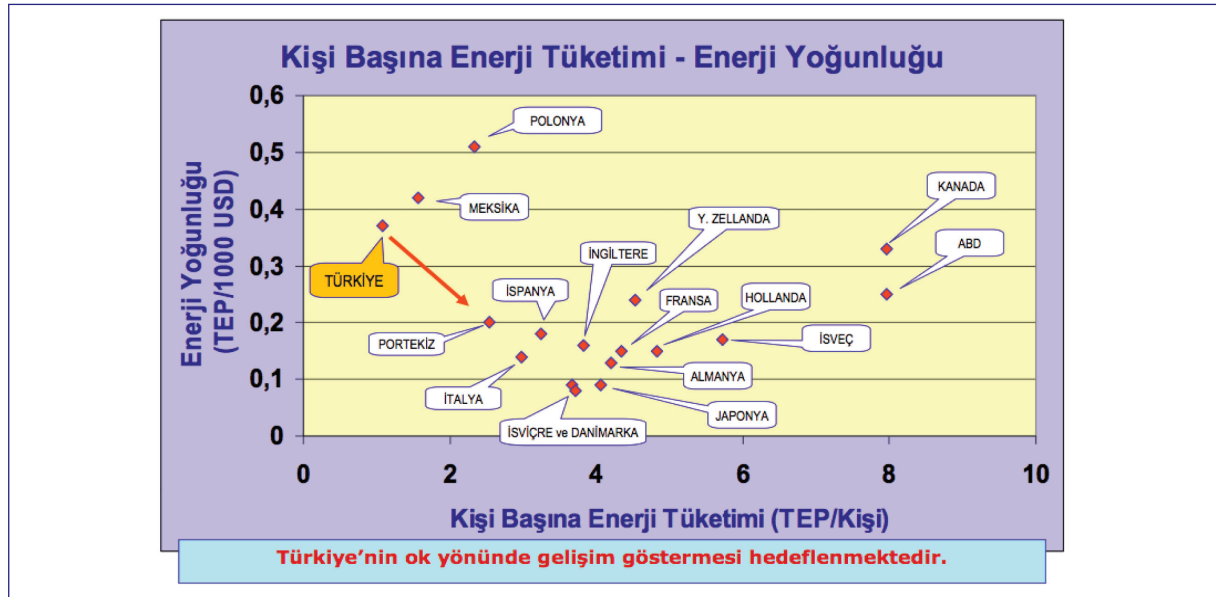 Kişi Başına Enerji Tüketimi - Enerji Yoğunluğu
Enerji Yoğunluğu
(TEP/1000 USD)
0,6
0,5
0,4
0,3
0,2
0,1
0
POLONYA
MEKSİKA
TÜRKİYE
PORTEKİZ
İTALYA
İSPANYA
İNGİLTERE
Y. ZELLANDA
FRANSA
HOLLANDA
KANADA
ABD
İSVEÇ
ALMANYA
JAPONYA
İSVİÇRE ve DANİMARKA
0 2 4 6 8 10
Kişi Başına Enerji Tüketimi (TEP/Kişi)
Türkiye’nin ok yönünde gelişim göstermesi hedeflenmektedir.